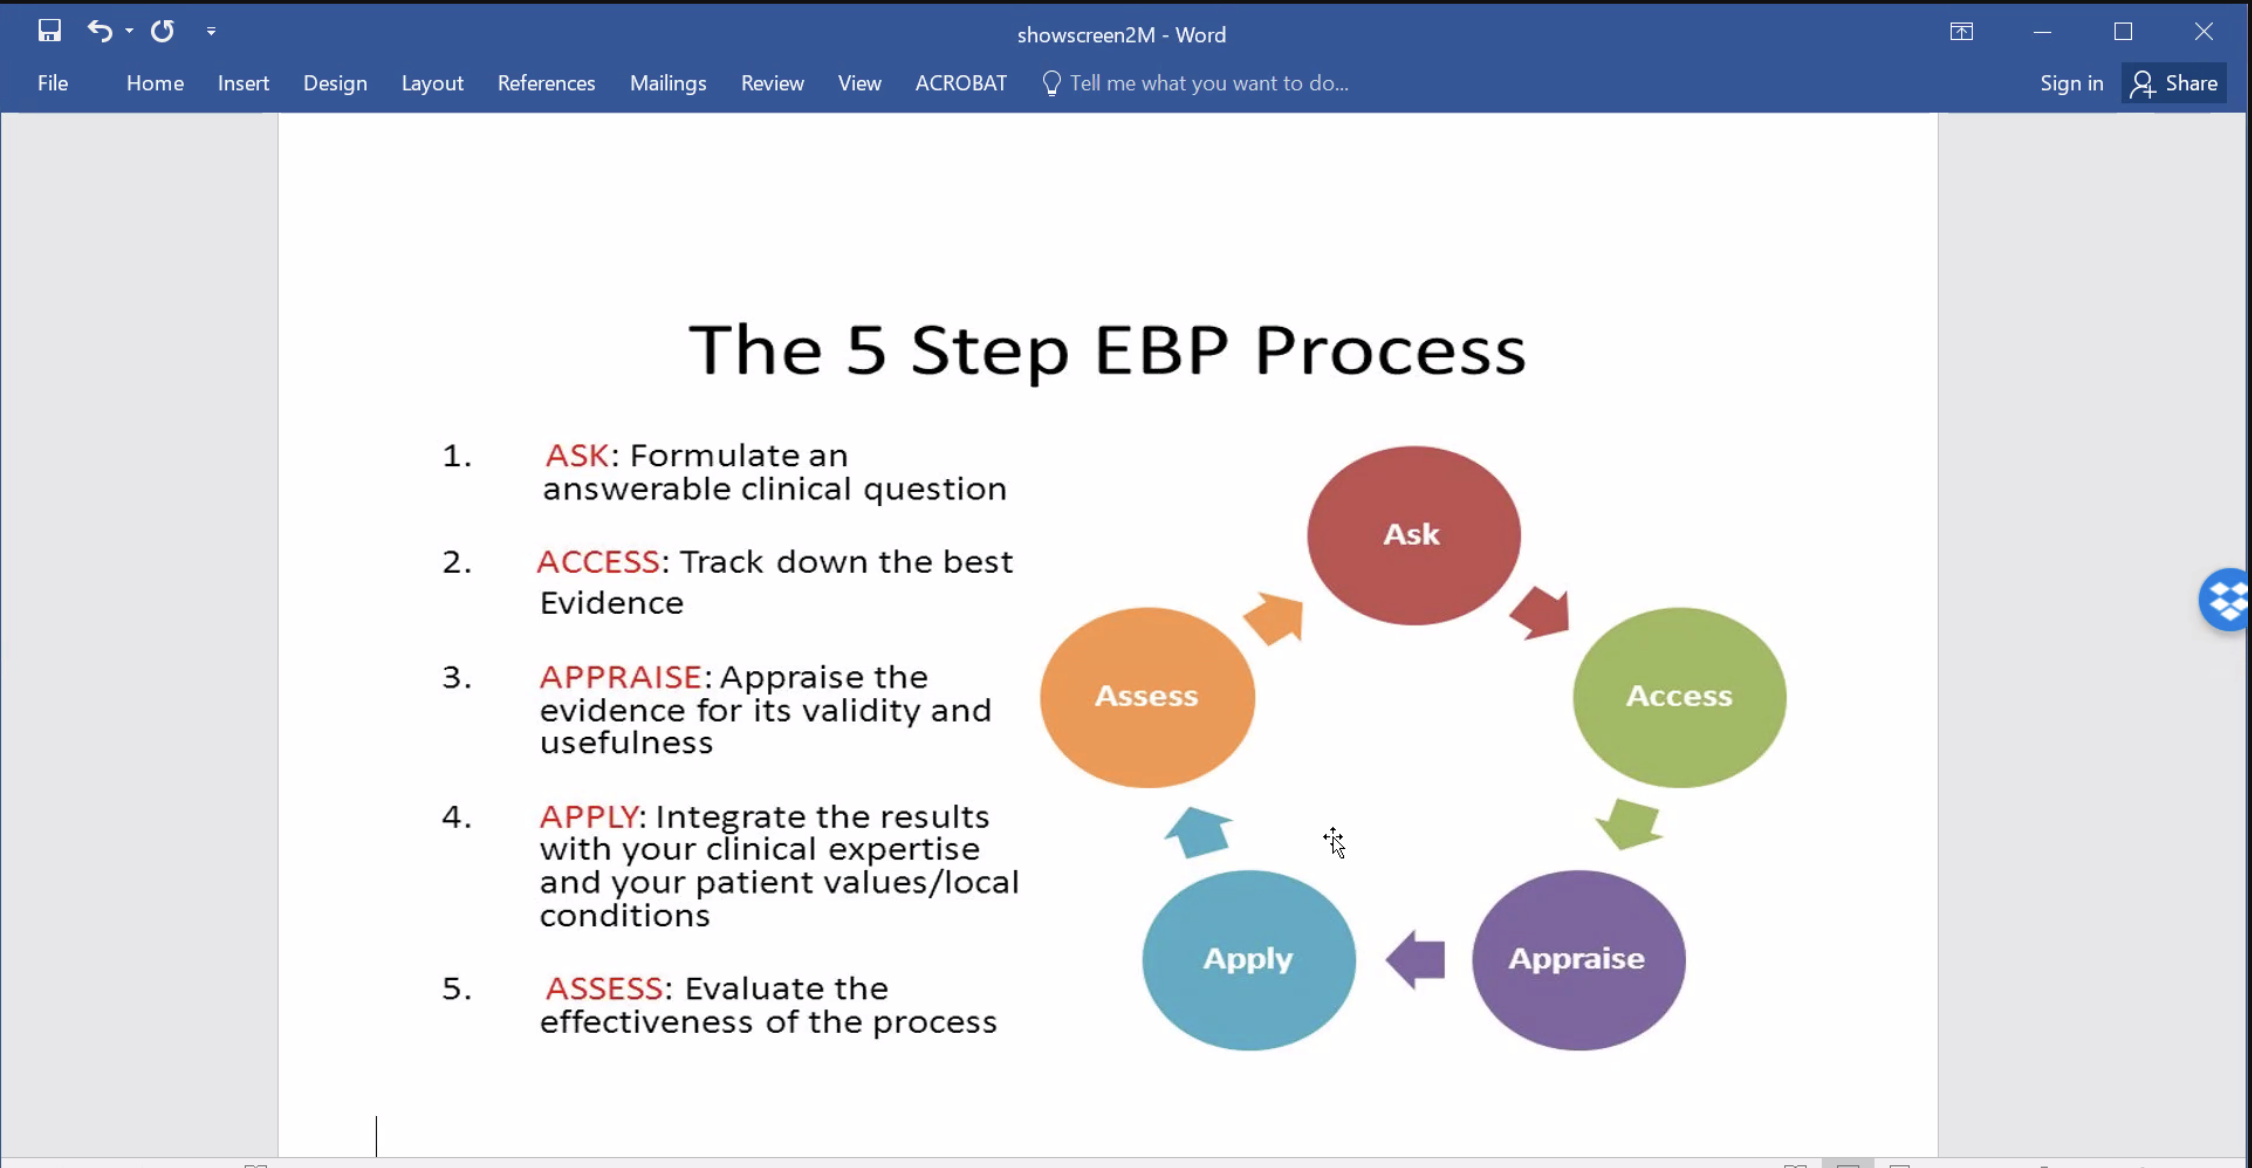 showscreen2M - Word
File Home Insert Design Layout References Mailings Review View ACROBAT Tell me what you want to do... Sign in Share
The 5 Step EBP Process
1. ASK: Formulate an
answerable clinical question
2. ACCESS: Track down the best
Evidence
3. APPRAISE: Appraise the
evidence for its validity and
usefulness
4. APPLY: Integrate the results
with your clinical expertise
and your patient values/local
conditions
5. ASSESS: Evaluate the
effectiveness of the process
Ask
Access
Appraise
Apply
Assess